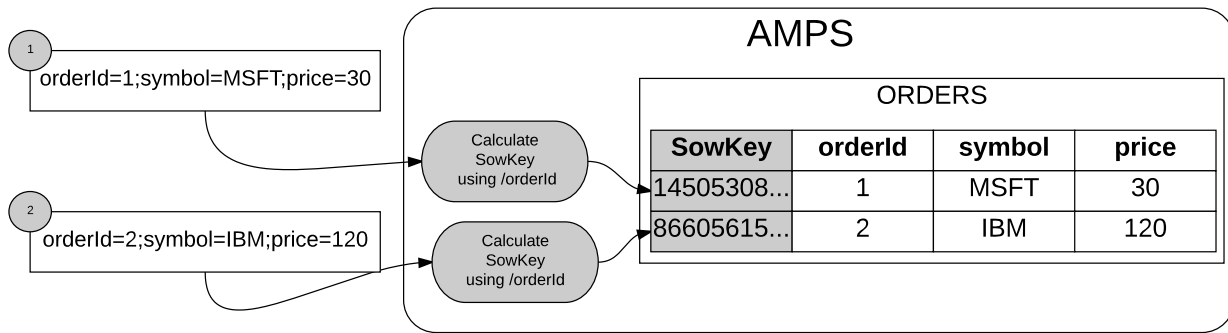 AMPS
1
orderId=1;symbol=MSFT;price=30
ORDERS
Calculate
SowKey
using /orderId
SowKey orderId symbol price
14505308... 1 MSFT 30
86605615... 2 IBM 120
2
orderId=2;symbol=IBM;price=120
Calculate
SowKey
using /orderId